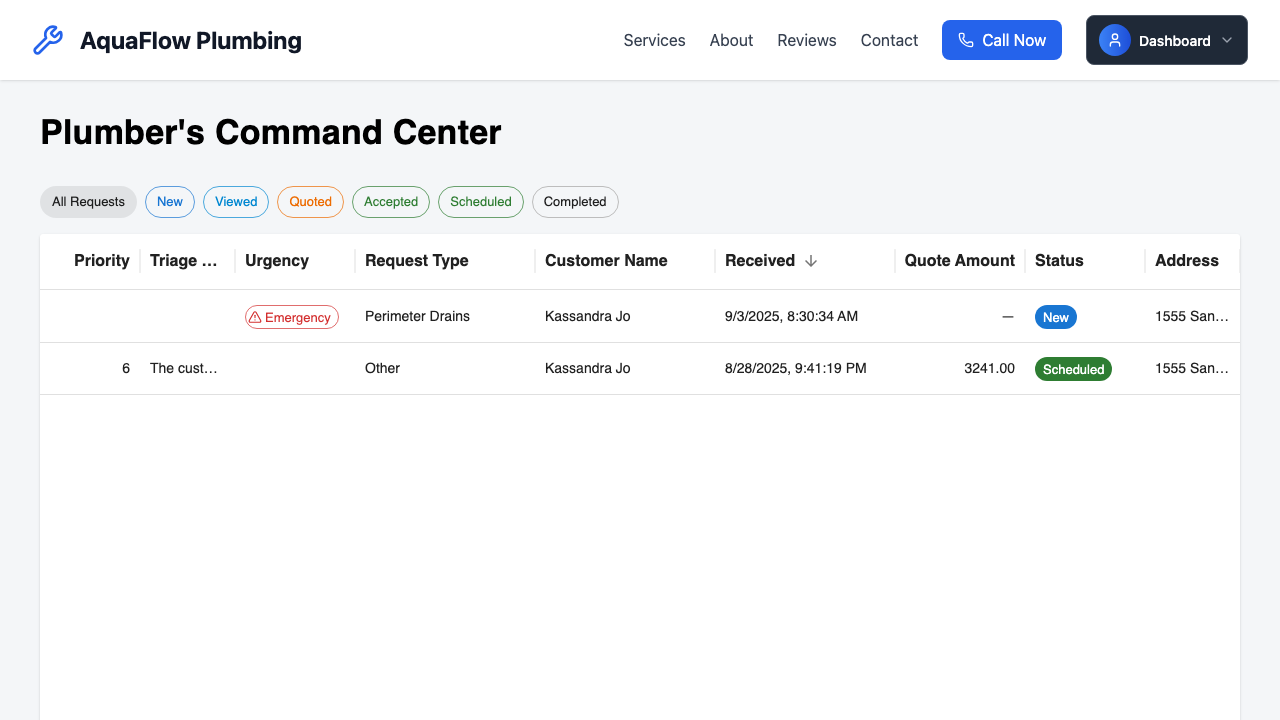 AquaFlow Plumbing Services About Reviews Contact Call Now Dashboard
Plumber's Command Center
All Requests New Viewed Quoted Accepted Scheduled Completed
Priority Triage ... Urgency Request Type Customer Name Received Quote Amount Status Address
Emergency Perimeter Drains Kassandra Jo 9/3/2025, 8:30:34 AM — New 1555 San...
6 The cust... Other Kassandra Jo 8/28/2025, 9:41:19 PM 3241.00 Scheduled 1555 San...